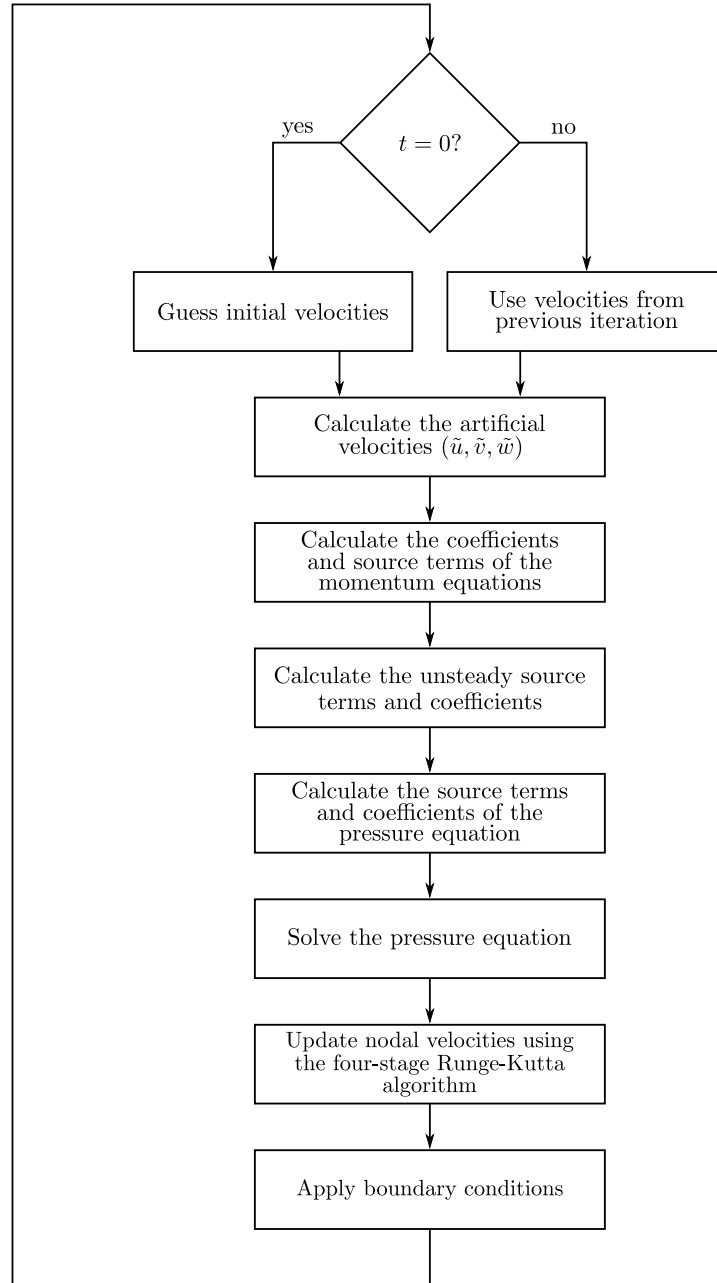 t = 0?
yes
no
Guess initial velocities
Use velocities from
previous iteration
Calculate the artificial
velocities (ũ, ṽ, w̃)
Calculate the coefficients
and source terms of the
momentum equations
Calculate the unsteady source
terms and coefficients
Calculate the source terms
and coefficients of the
pressure equation
Solve the pressure equation
Update nodal velocities using
the four-stage Runge-Kutta
algorithm
Apply boundary conditions